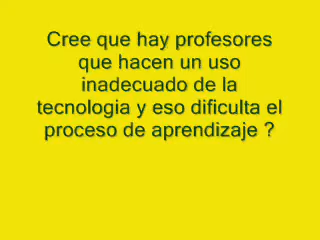 Cree que hay profesores
que hacen un uso
inadecuado de la
tecnologia y eso dificulta el
proceso de aprendizaje ?